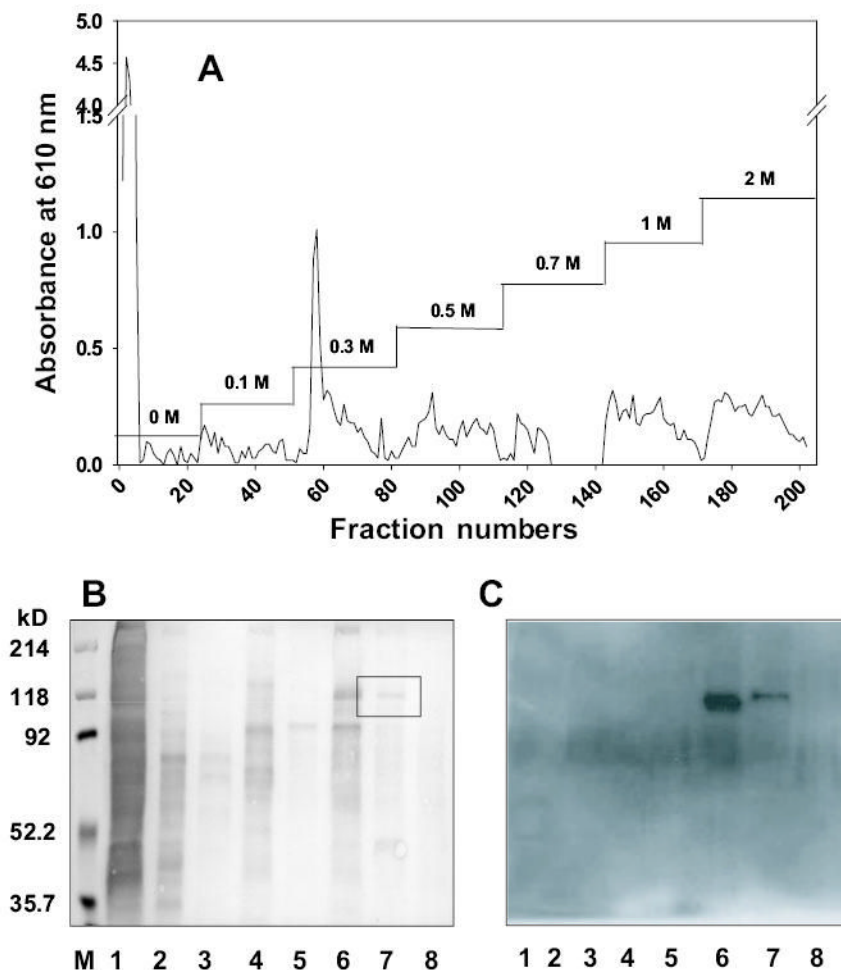 A
Absorbance at 610 nm
5.0
4.5
4.0
1.5
1.0
0.5
0.0
0 M
0.1 M
0.3 M
0.5 M
0.7 M
1 M
2 M
0 20 40 60 80 100 120 140 160 180 200
Fraction numbers
B
kD
214
118
92
52.2
35.7
M 1 2 3 4 5 6 7 8
C
1 2 3 4 5 6 7 8